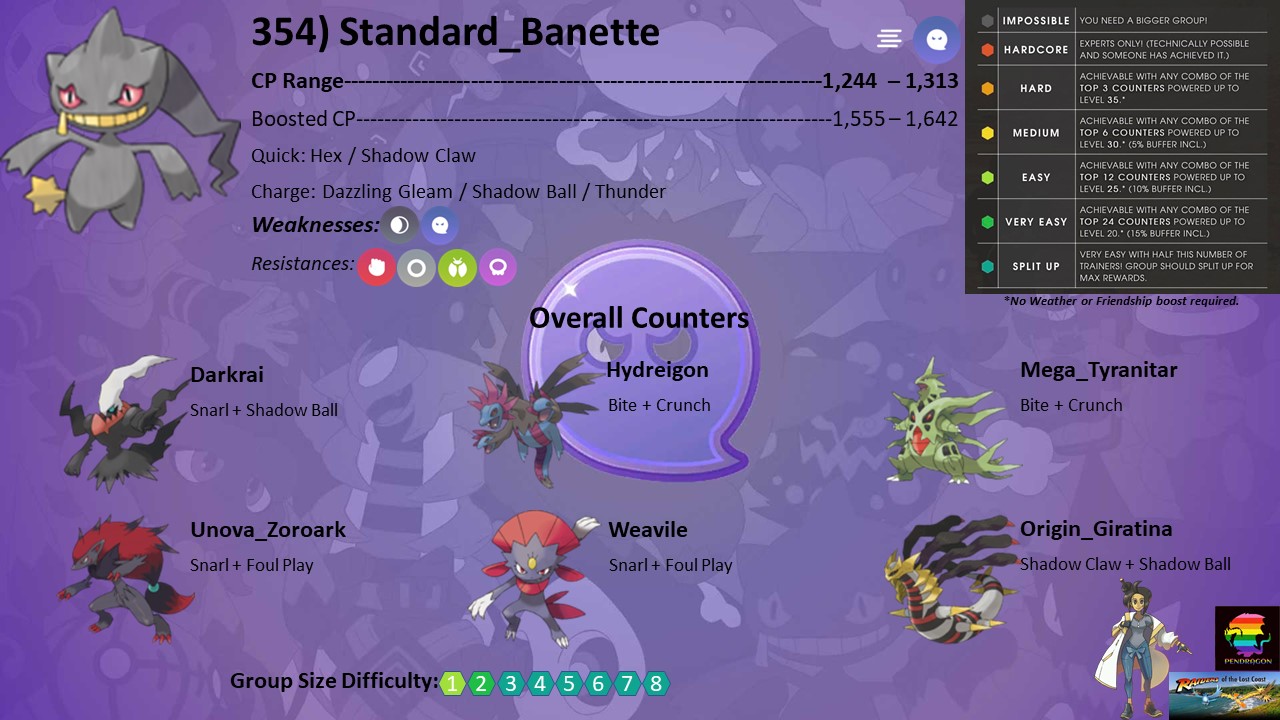 354) Standard_Banette
CP Range--------------------------------------------------------------------1,244 – 1,313
Boosted CP--------------------------------------------------------------------1,555 – 1,642
Quick: Hex / Shadow Claw
Charge: Dazzling Gleam / Shadow Ball / Thunder
Weaknesses:
Resistances:
IMPOSSIBLE YOU NEED A BIGGER GROUP!
HARDCORE EXPERTS ONLY! (TECHNICALLY POSSIBLE
AND SOMEONE HAS ACHIEVED IT.)
HARD ACHIEVABLE WITH ANY COMBO OF THE
TOP 3 COUNTERS POWERED UP TO
LEVEL 35.*
MEDIUM ACHIEVABLE WITH ANY COMBO OF THE
TOP 6 COUNTERS POWERED UP TO
LEVEL 30.* (5% BUFFER INCL.)
EASY ACHIEVABLE WITH ANY COMBO OF THE
TOP 12 COUNTERS POWERED UP TO
LEVEL 25.* (10% BUFFER INCL.)
VERY EASY ACHIEVABLE WITH ANY COMBO OF THE
TOP 24 COUNTERS POWERED UP TO
LEVEL 20.* (15% BUFFER INCL.)
SPLIT UP VERY EASY WITH HALF THIS NUMBER OF
TRAINERS! GROUP SHOULD SPLIT UP FOR
MAX REWARDS.
*No Weather or Friendship boost required.
Overall Counters
Darkrai
Snarl + Shadow Ball
Hydreigon
Bite + Crunch
Mega_Tyranitar
Bite + Crunch
Unova_Zoroark
Snarl + Foul Play
Weavile
Snarl + Foul Play
Origin_Giratina
Shadow Claw + Shadow Ball
Group Size Difficulty: 1 2 3 4 5 6 7 8
PENDRAGON
RAIDERS of the Lost Coast